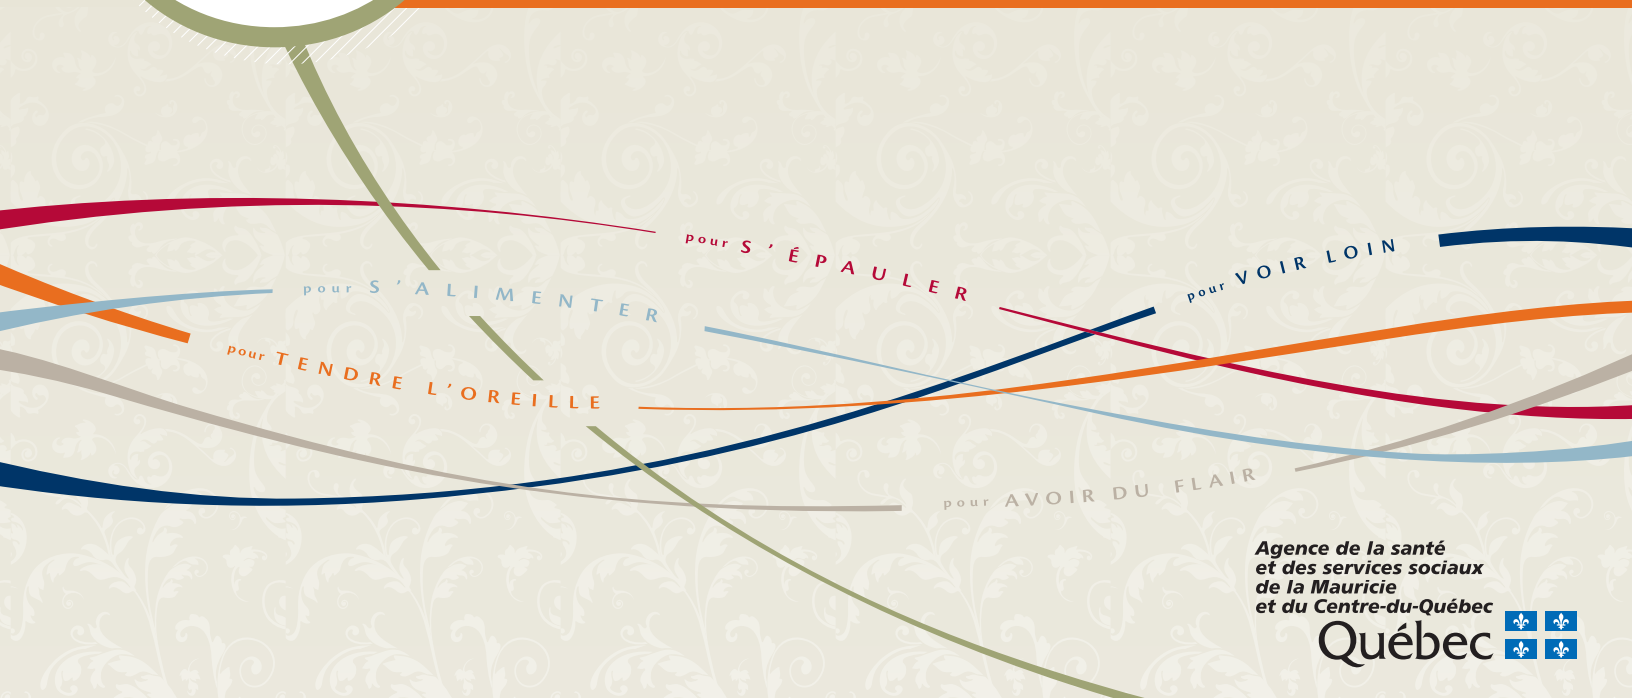 pour S'ÉPAULER
pour VOIR LOIN
pour S'ALIMENTER
pour TENDRE L'OREILLE
pour AVOIR DU FLAIR
Agence de la santé
et des services sociaux
de la Mauricie
et du Centre-du-Québec
Québec